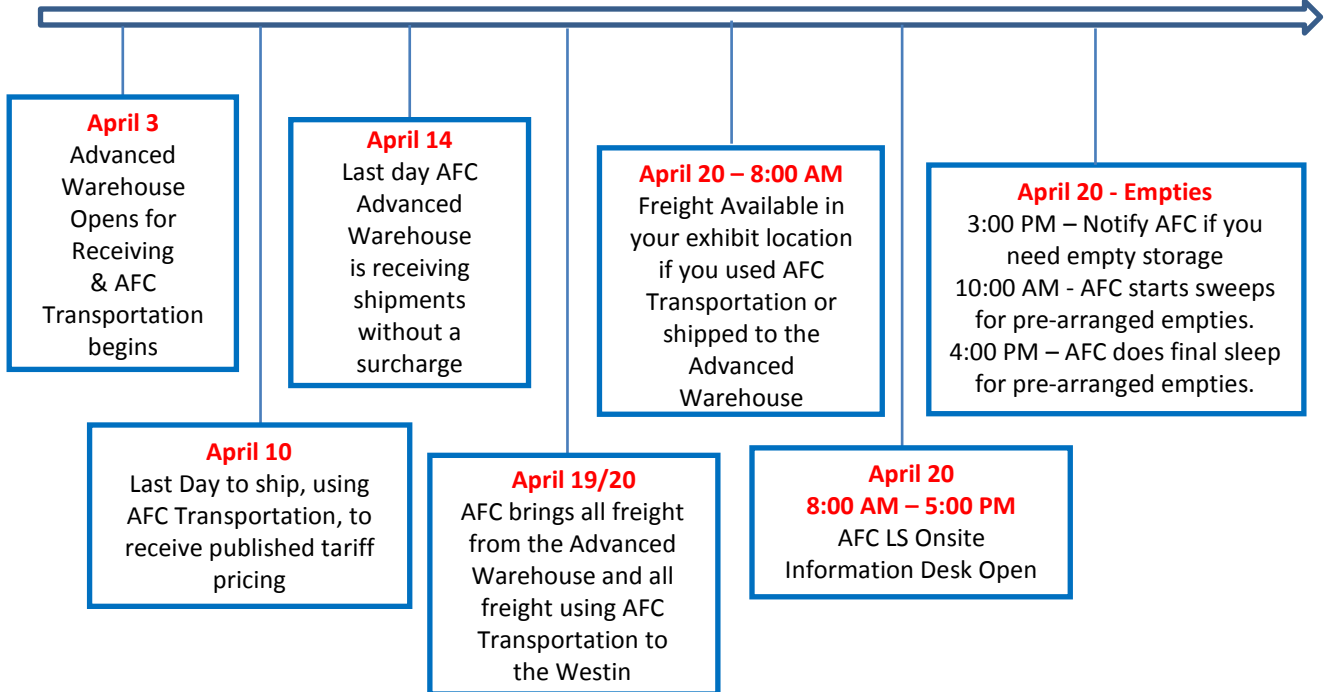 April 3
Advanced
Warehouse
Opens for
Receiving
& AFC
Transportation
begins
April 10
Last Day to ship, using
AFC Transportation, to
receive published tariff
pricing
April 14
Last day AFC
Advanced
Warehouse
is receiving
shipments
without a
surcharge
April 19/20
AFC brings all freight
from the Advanced
Warehouse and all
freight using AFC
Transportation to
the Westin
April 20 – 8:00 AM
Freight Available in
your exhibit location
if you used AFC
Transportation or
shipped to the
Advanced
Warehouse
April 20
8:00 AM – 5:00 PM
AFC LS Onsite
Information Desk Open
April 20 - Empties
3:00 PM – Notify AFC if you
need empty storage
10:00 AM - AFC starts sweeps
for pre-arranged empties.
4:00 PM – AFC does final sleep
for pre-arranged empties.